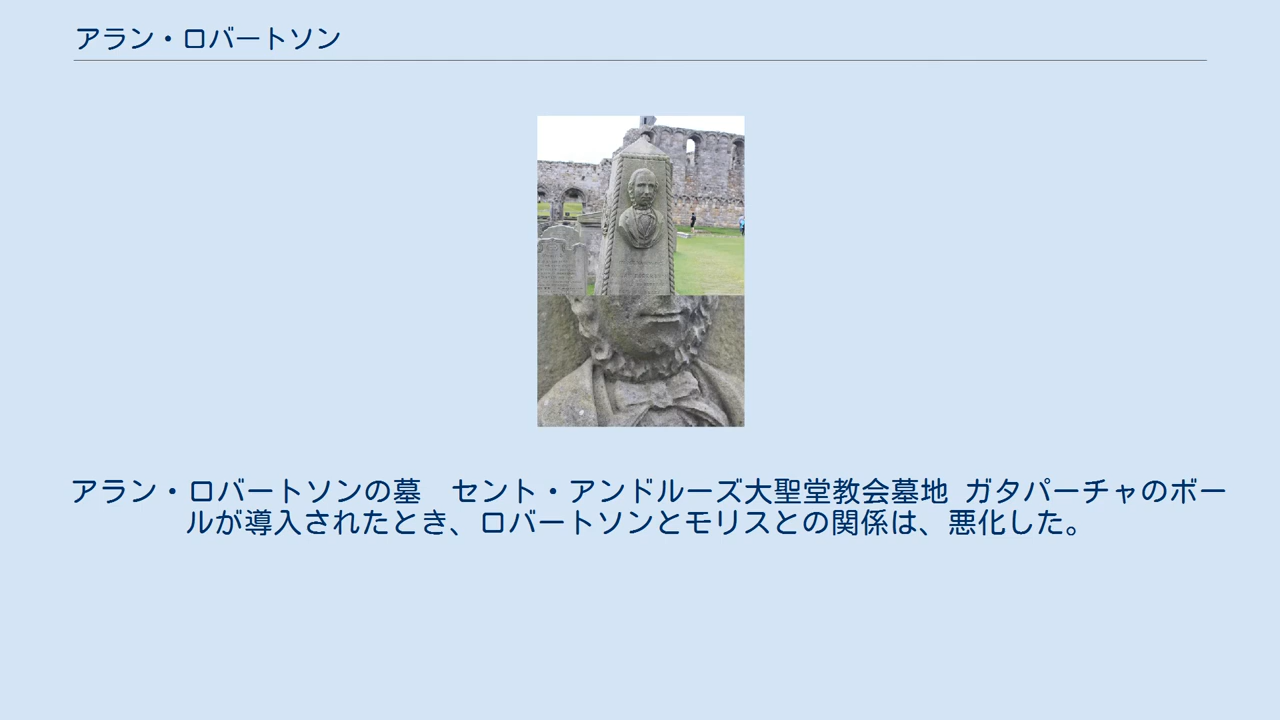 アラン・ロバートソン
アラン・ロバートソンの墓　セント・アンドルーズ大聖堂教会墓地 ガタパーチャのボー
ルが導入されたとき、ロバートソンとモリスとの関係は、悪化した。